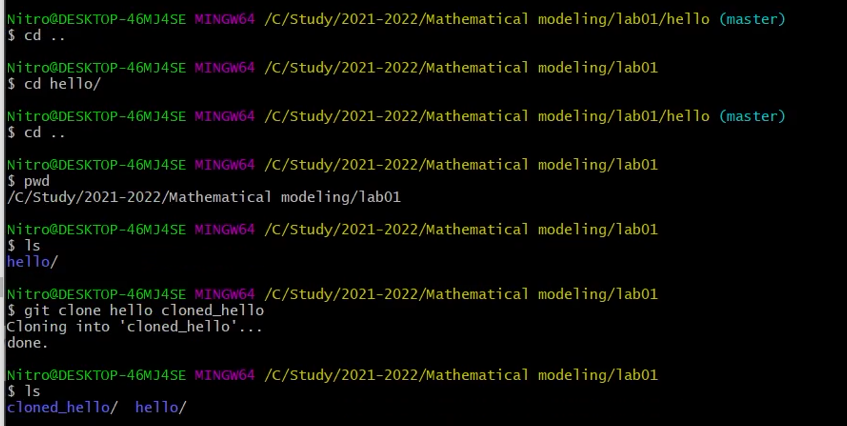 Nitro@DESKTOP-46MJ4SE MINGW64 /C/Study/2021-2022/Mathematical modeling/lab01/hello (master)
$ cd ..
Nitro@DESKTOP-46MJ4SE MINGW64 /C/Study/2021-2022/Mathematical modeling/lab01
$ cd hello/
Nitro@DESKTOP-46MJ4SE MINGW64 /C/Study/2021-2022/Mathematical modeling/lab01/hello (master)
$ cd ..
Nitro@DESKTOP-46MJ4SE MINGW64 /C/Study/2021-2022/Mathematical modeling/lab01
$ pwd
/C/Study/2021-2022/Mathematical modeling/lab01
Nitro@DESKTOP-46MJ4SE MINGW64 /C/Study/2021-2022/Mathematical modeling/lab01
$ ls
hello/
Nitro@DESKTOP-46MJ4SE MINGW64 /C/Study/2021-2022/Mathematical modeling/lab01
$ git clone hello cloned_hello
Cloning into 'cloned_hello'...
done.
Nitro@DESKTOP-46MJ4SE MINGW64 /C/Study/2021-2022/Mathematical modeling/lab01
$ ls
cloned_hello/  hello/